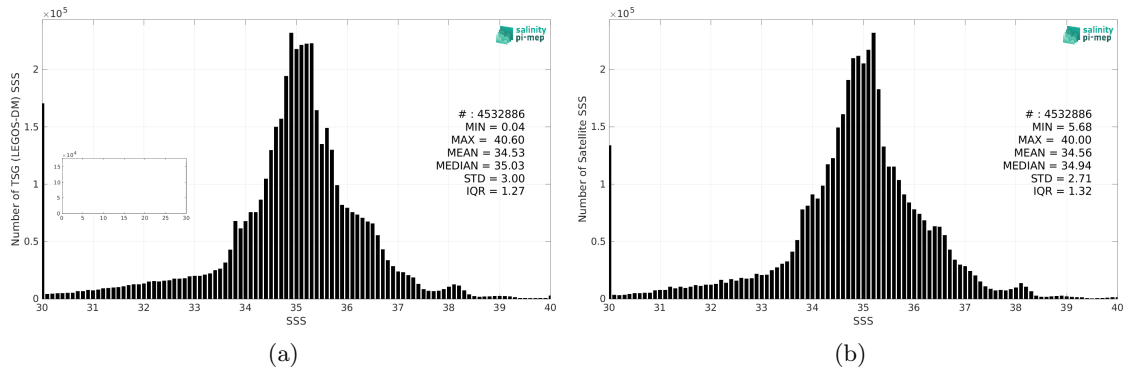 ×10^5
salinity
pi-mep
2
1.5
1
0.5
0
Number of TSG (LEGOS-DM) SSS
# : 4532886
MIN = 0.04
MAX = 40.60
MEAN = 34.53
MEDIAN = 35.03
STD = 3.00
IQR = 1.27
×10^4
15
10
5
0
0 5 10 15 20 25 30
30 31 32 33 34 35 36 37 38 39 40
SSS
(a)
×10^5
salinity
pi-mep
2
1.5
1
0.5
0
Number of Satellite SSS
# : 4532886
MIN = 5.68
MAX = 40.00
MEAN = 34.56
MEDIAN = 34.94
STD = 2.71
IQR = 1.32
30 31 32 33 34 35 36 37 38 39 40
SSS
(b)